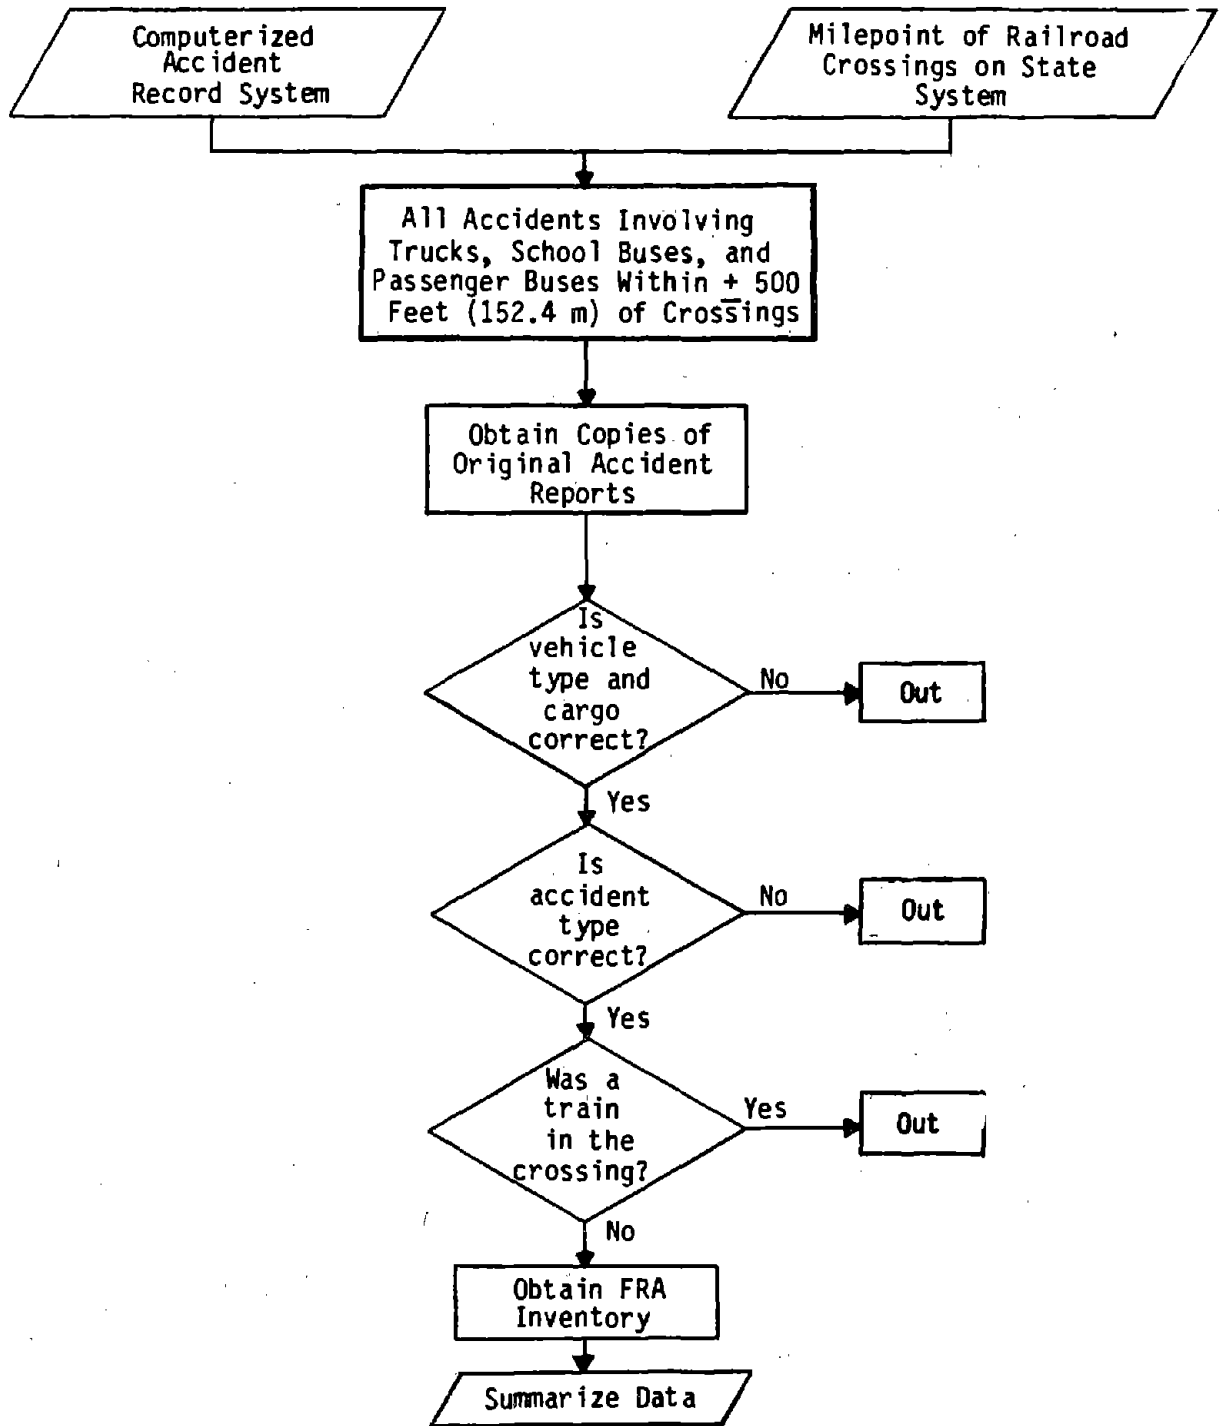 Computerized
Accident
Record System
Milepoint of Railroad
Crossings on State
System
All Accidents Involving
Trucks, School Buses, and
Passenger Buses Within ± 500
Feet (152.4 m) of Crossings
Obtain Copies of
Original Accident
Reports
Is
vehicle
type and
cargo
correct?
No
Out
Yes
Is
accident
type
correct?
No
Out
Yes
Was a
train
in the
crossing?
Yes
Out
No
Obtain FRA
Inventory
Summarize Data